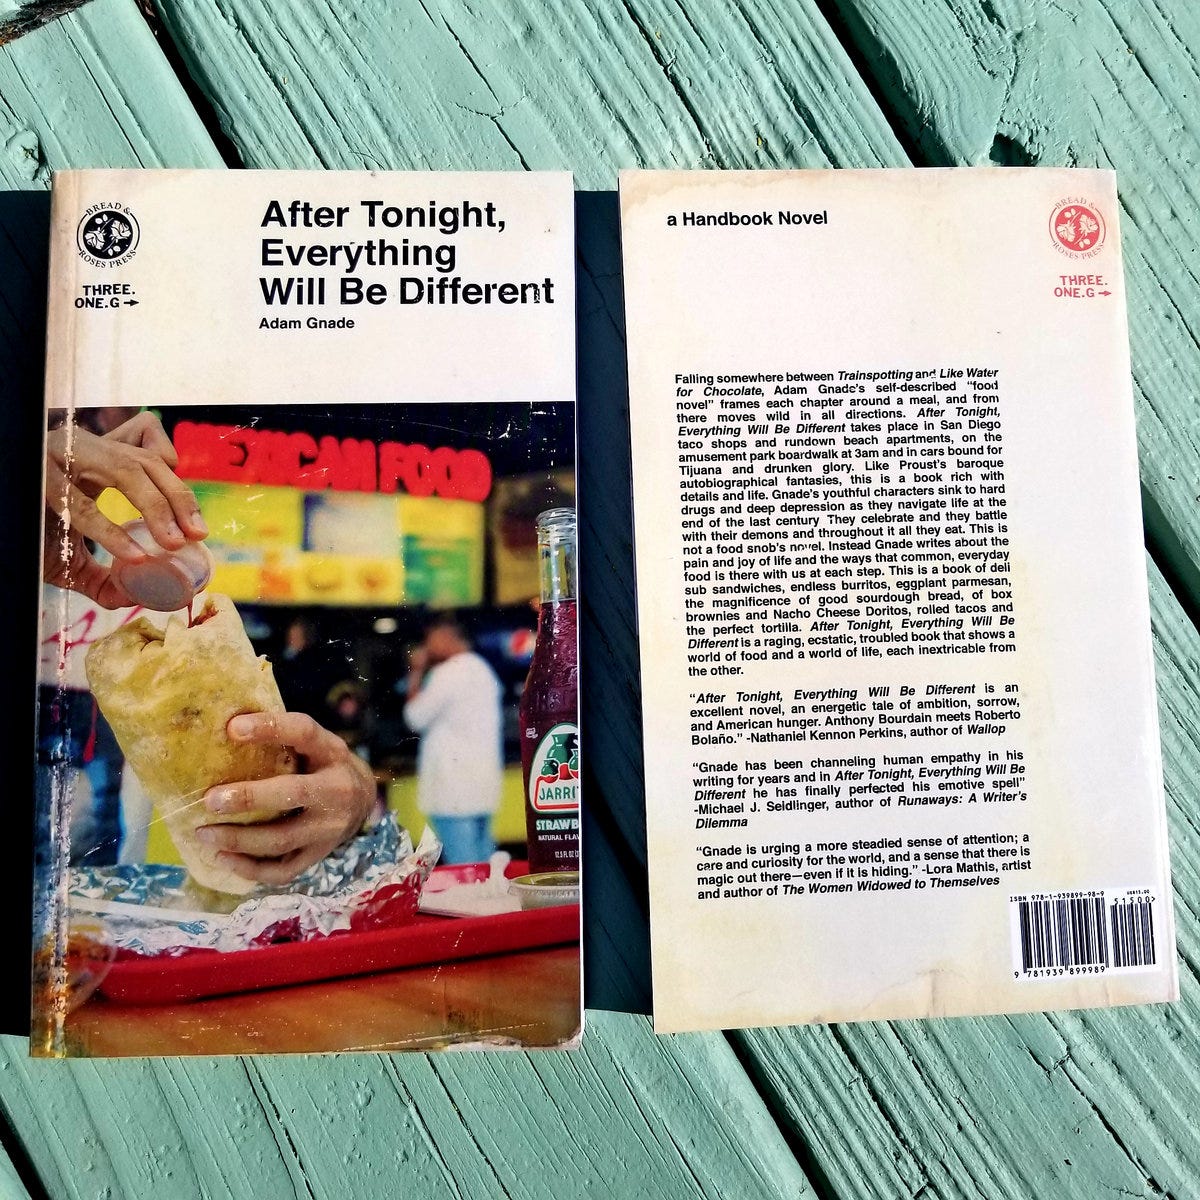 BREAD &
ROSES PRESS
THREE.
ONE.G
After Tonight,
Everything
Will Be Different
Adam Gnade
MEXICAN FOOD
JARRIT
STRAWB
NATURAL FLAV
a Handbook Novel
BREAD &
ROSES PRESS
THREE.
ONE.G
Falling somewhere between Trainspotting and Like Water
for Chocolate, Adam Gnade's self-described "food
novel" frames each chapter around a meal, and from
there moves wild in all directions. After Tonight,
Everything Will Be Different takes place in San Diego
taco shops and rundown beach apartments, on the
amusement park boardwalk at 3am and in cars bound for
Tijuana and drunken glory. Like Proust's baroque
autobiographical fantasies, this is a book rich with
details and life. Gnade's youthful characters sink to hard
drugs and deep depression as they navigate life at the
end of the last century They celebrate and they battle
with their demons and throughout it all they eat. This is
not a food snob's novel. Instead Gnade writes about the
pain and joy of life and the ways that common, everyday
food is there with us at each step. This is a book of deli
sub sandwiches, endless burritos, eggplant parmesan,
the magnificence of good sourdough bread, of box
brownies and Nacho Cheese Doritos, rolled tacos and
the perfect tortilla. After Tonight, Everything Will Be
Different is a raging, ecstatic, troubled book that shows a
world of food and a world of life, each inextricable from
the other.
"After Tonight, Everything Will Be Different is an
excellent novel, an energetic tale of ambition, sorrow,
and American hunger. Anthony Bourdain meets Roberto
Bolaño." -Nathaniel Kennon Perkins, author of Wallop
"Gnade has been channeling human empathy in his
writing for years and in After Tonight, Everything Will Be
Different he has finally perfected his emotive spell"
-Michael J. Seidlinger, author of Runaways: A Writer's
Dilemma
"Gnade is urging a more steadied sense of attention; a
care and curiosity for the world, and a sense that there is
magic out there—even if it is hiding." -Lora Mathis, artist
and author of The Women Widowed to Themselves
ISBN 978-1-939899-98-9
US$15.00
51500>
9 781939 899989